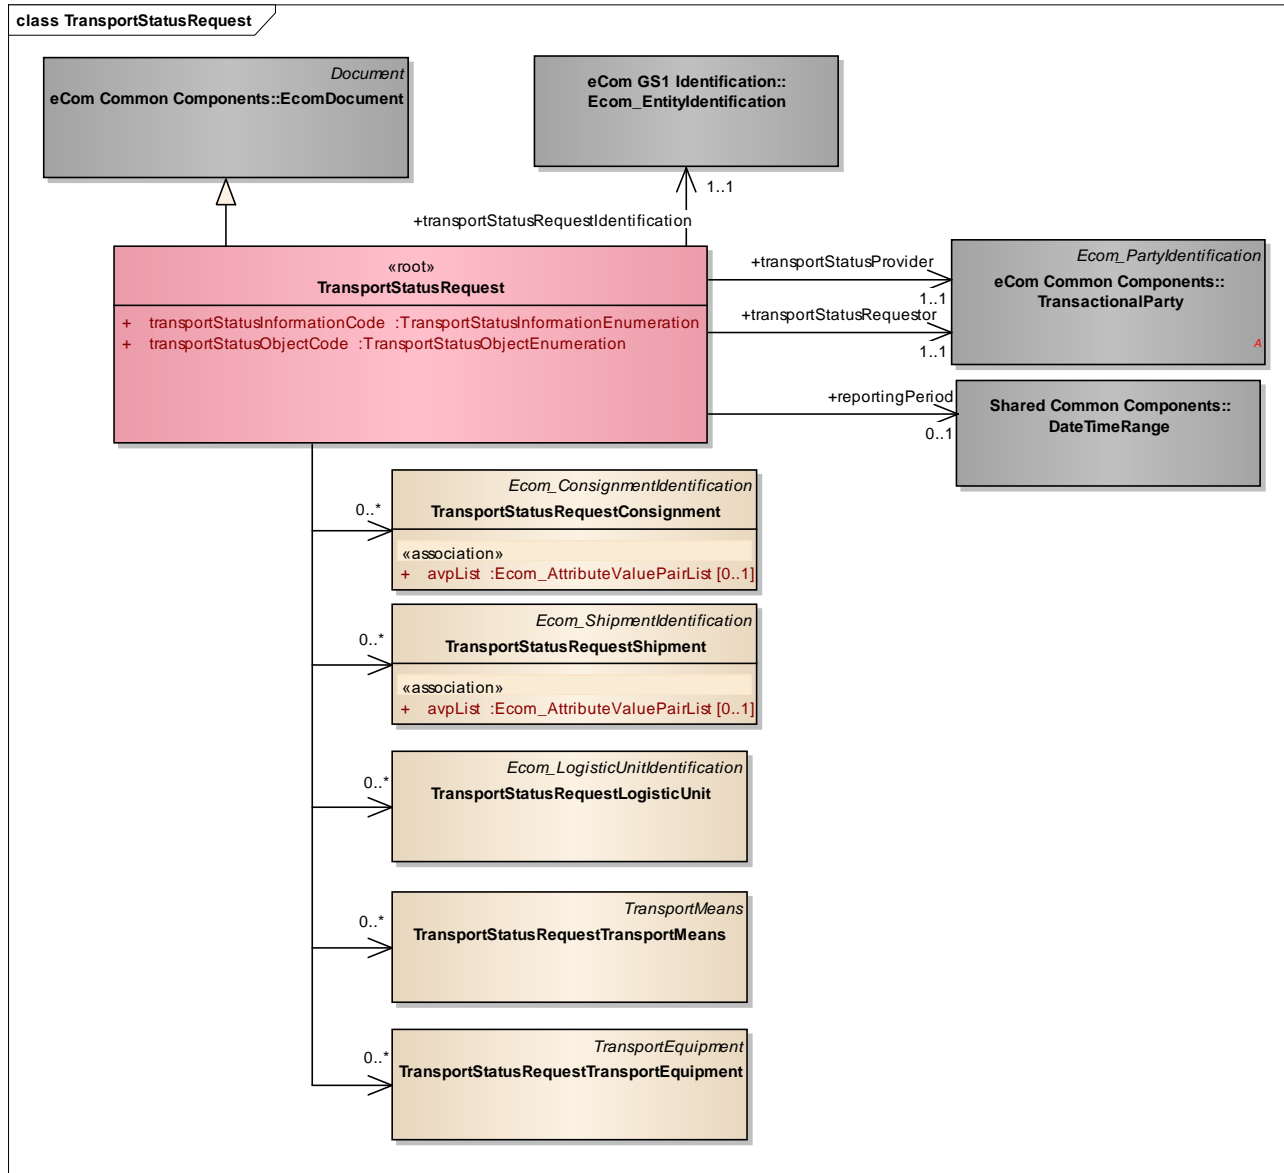 class TransportStatusRequest
Document
eCom Common Components::EcomDocument
eCom GS1 Identification::
Ecom_EntityIdentification
1..1
+transportStatusRequestIdentification
«root»
TransportStatusRequest
+ transportStatusInformationCode :TransportStatusInformationEnumeration
+ transportStatusObjectCode :TransportStatusObjectEnumeration
+transportStatusProvider
1..1
+transportStatusRequestor
1..1
Ecom_PartyIdentification
eCom Common Components::
TransactionalParty
A
+reportingPeriod
0..1
Shared Common Components::
DateTimeRange
0..*
Ecom_ConsignmentIdentification
TransportStatusRequestConsignment
«association»
+ avpList :Ecom_AttributeValuePairList [0..1]
0..*
Ecom_ShipmentIdentification
TransportStatusRequestShipment
«association»
+ avpList :Ecom_AttributeValuePairList [0..1]
0..*
Ecom_LogisticUnitIdentification
TransportStatusRequestLogisticUnit
0..*
TransportMeans
TransportStatusRequestTransportMeans
0..*
TransportEquipment
TransportStatusRequestTransportEquipment